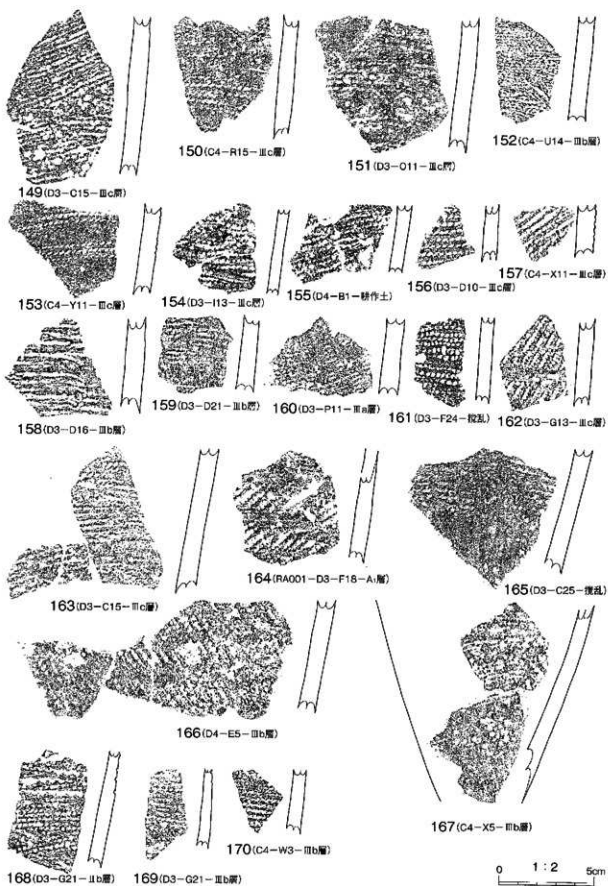 149(D3-C15-Ⅲc層)
150(C4-R15-Ⅲc層)
151(D3-O11-Ⅲc層)
152(C4-U14-Ⅲb層)
153(C4-Y11-Ⅲc層)
154(D3-I13-Ⅲc層)
155(D4-B1-耕作土)
156(D3-D10-Ⅲc層)
157(C4-X11-Ⅲc層)
158(D3-D16-Ⅲb層)
159(D3-D21-Ⅲb層)
160(D3-P11-Ⅲa層)
161(D3-F24-撹乱)
162(D3-G13-Ⅲc層)
163(D3-C15-Ⅲc層)
164(RA001-D3-F18-A₁層)
165(D3-C25-撹乱)
166(D4-E5-Ⅲb層)
167(C4-X5-Ⅲb層)
168(D3-G21-Ⅱb層)
169(D3-G21-Ⅲb層)
170(C4-W3-Ⅲb層)
0 1:2 5cm